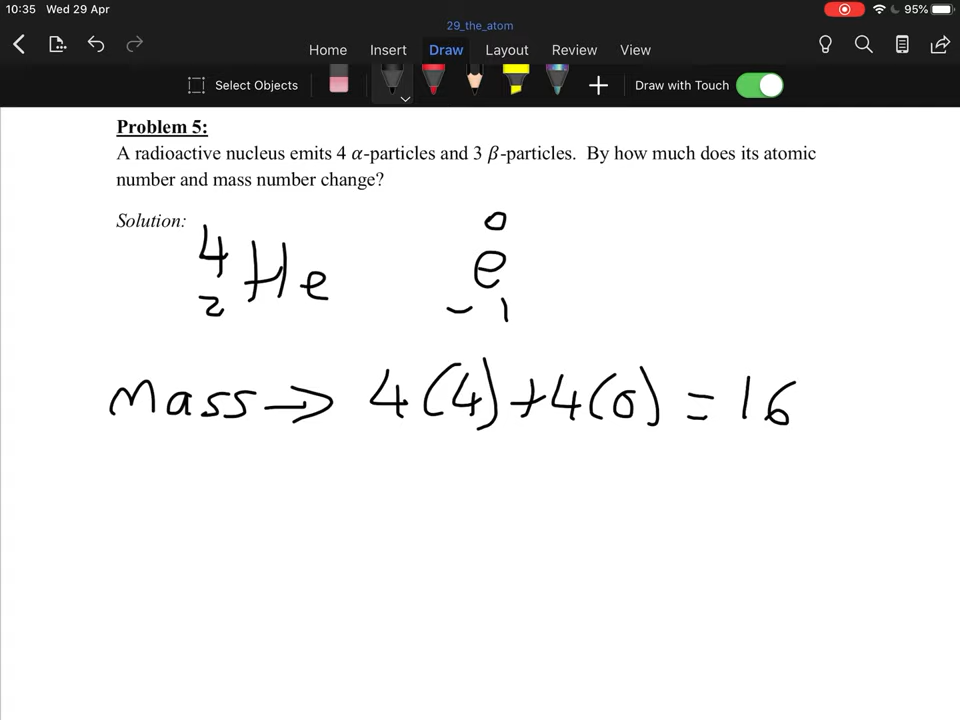 10:35 Wed 29 Apr
95%
29_the_atom
Home Insert Draw Layout Review View
Select Objects
Draw with Touch
Problem 5:
A radioactive nucleus emits 4 α-particles and 3 β-particles. By how much does its atomic
number and mass number change?
Solution:
4
2
He
0
e
-1
Mass → 4(4)+4(0) = 16